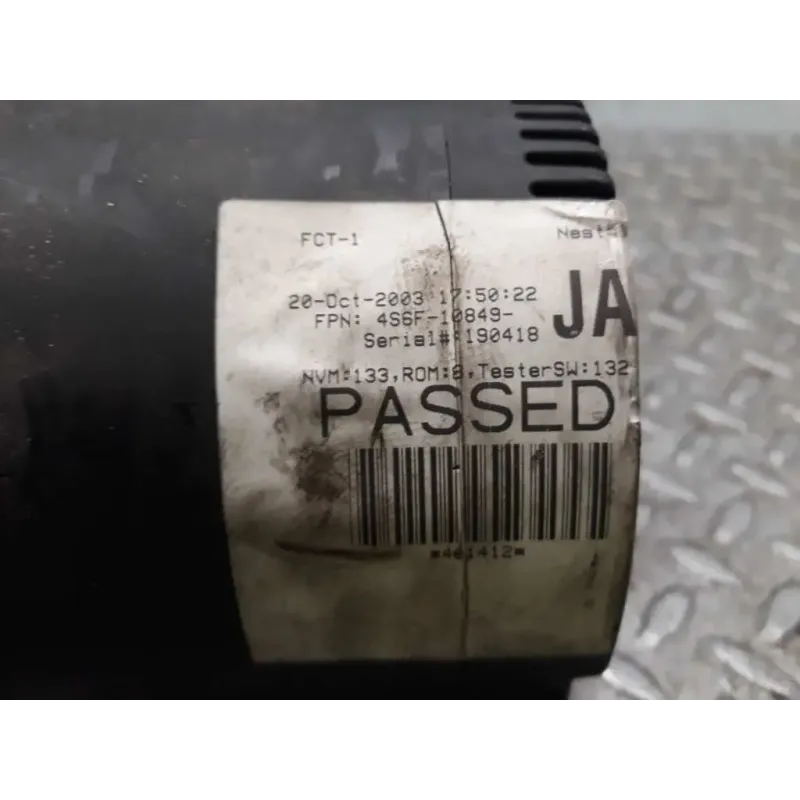 FCT-1
20-Oct-2003 17:50:22
FPN: 4S6F-10849- JA
Serial#:190418
NVM:133,ROM:8,TesterSW:132
PASSED
*461412*